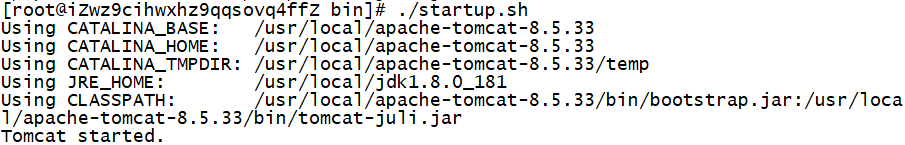 [root@iZwz9cihwxhz9qqsovq4ffZ bin]# ./startup.sh
Using CATALINA_BASE:   /usr/local/apache-tomcat-8.5.33
Using CATALINA_HOME:   /usr/local/apache-tomcat-8.5.33
Using CATALINA_TMPDIR: /usr/local/apache-tomcat-8.5.33/temp
Using JRE_HOME:        /usr/local/jdk1.8.0_181
Using CLASSPATH:       /usr/local/apache-tomcat-8.5.33/bin/bootstrap.jar:/usr/loca
l/apache-tomcat-8.5.33/bin/tomcat-juli.jar
Tomcat started.